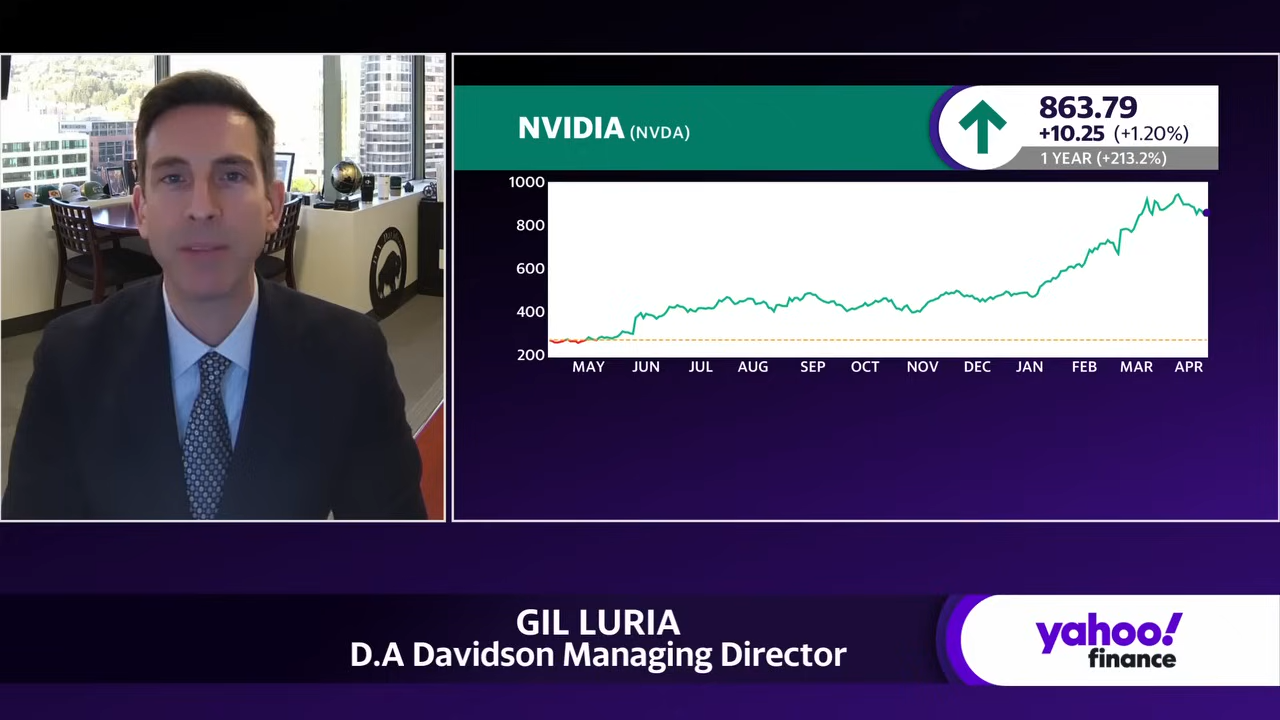 NVIDIA (NVDA)
863.79
+10.25 (+1.20%)
1 YEAR (+213.2%)
1000
800
600
400
200
MAY JUN JUL AUG SEP OCT NOV DEC JAN FEB MAR APR
GIL LURIA
D.A Davidson Managing Director
yahoo!
finance